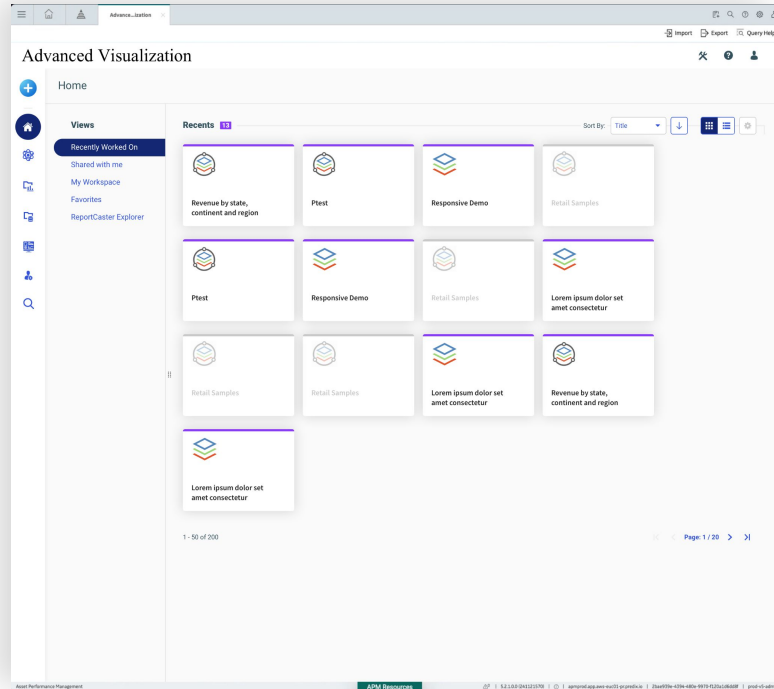 Advance...ization
Import Export Query Help
Advanced Visualization
Home
Views
Recently Worked On
Shared with me
My Workspace
Favorites
ReportCaster Explorer
Recents 13
Sort By: Title
Revenue by state,
continent and region
Ptest
Responsive Demo
Retail Samples
Ptest
Responsive Demo
Retail Samples
Lorem ipsum dolor set
amet consectetur
Retail Samples
Retail Samples
Lorem ipsum dolor set
amet consectetur
Revenue by state,
continent and region
Lorem ipsum dolor set
amet consectetur
1 - 50 of 200
Page: 1 / 20
Asset Performance Management
APM Resources